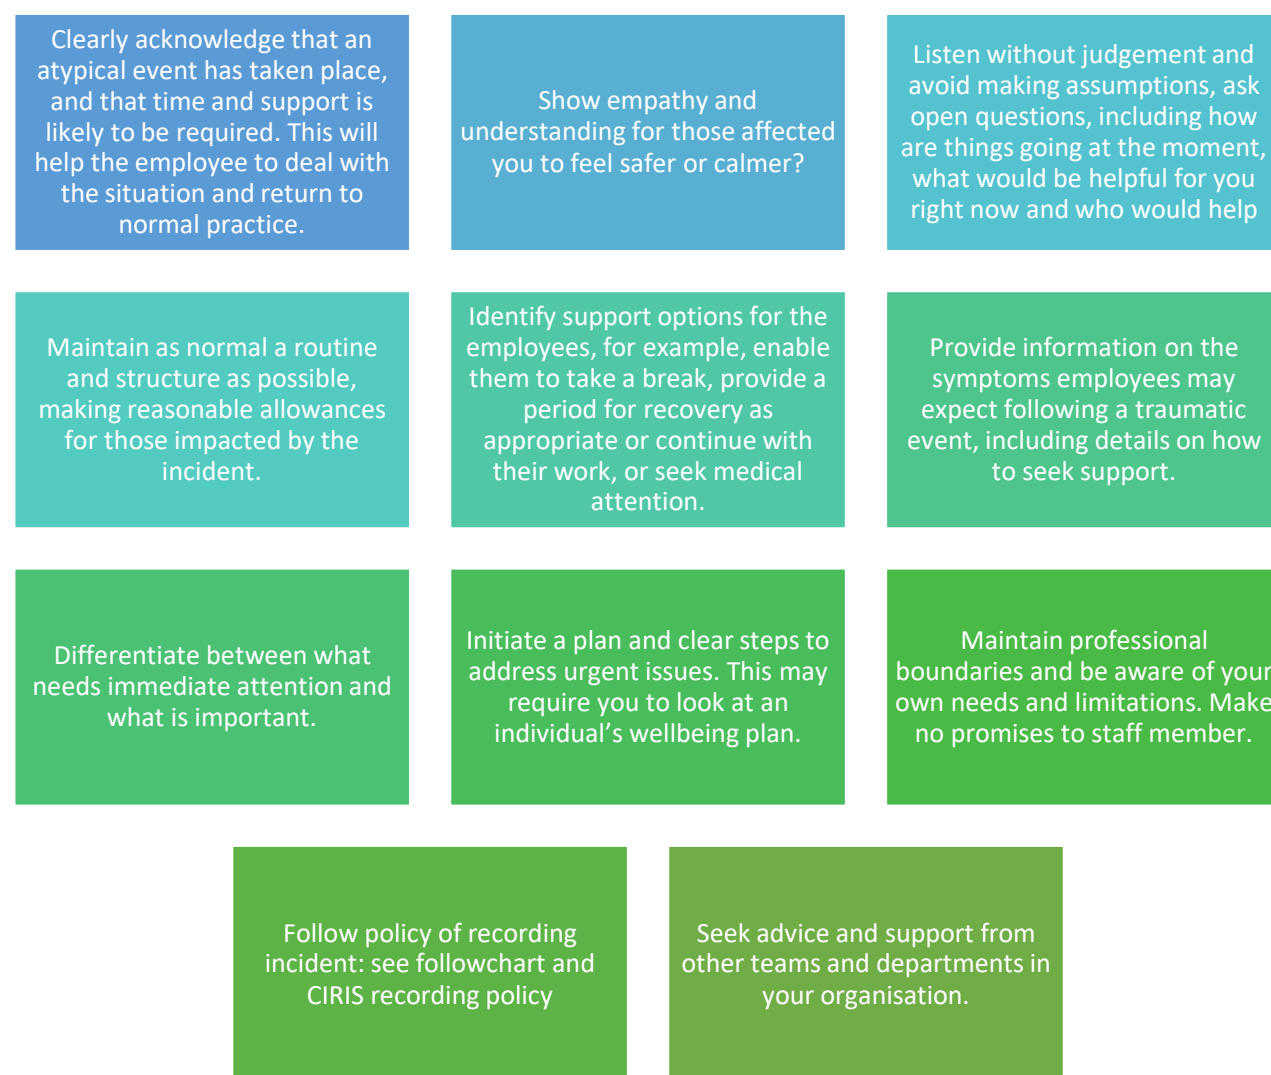 Clearly acknowledge that an
atypical event has taken place,
and that time and support is
likely to be required. This will
help the employee to deal with
the situation and return to
normal practice.
Show empathy and
understanding for those affected
you to feel safer or calmer?
Listen without judgement and
avoid making assumptions, ask
open questions, including how
are things going at the moment,
what would be helpful for you
right now and who would help
Maintain as normal a routine
and structure as possible,
making reasonable allowances
for those impacted by the
incident.
Identify support options for the
employees, for example, enable
them to take a break, provide a
period for recovery as
appropriate or continue with
their work, or seek medical
attention.
Provide information on the
symptoms employees may
expect following a traumatic
event, including details on how
to seek support.
Differentiate between what
needs immediate attention and
what is important.
Initiate a plan and clear steps to
address urgent issues. This may
require you to look at an
individual’s wellbeing plan.
Maintain professional
boundaries and be aware of your
own needs and limitations. Make
no promises to staff member.
Follow policy of recording
incident: see followchart and
CIRIS recording policy
Seek advice and support from
other teams and departments in
your organisation.